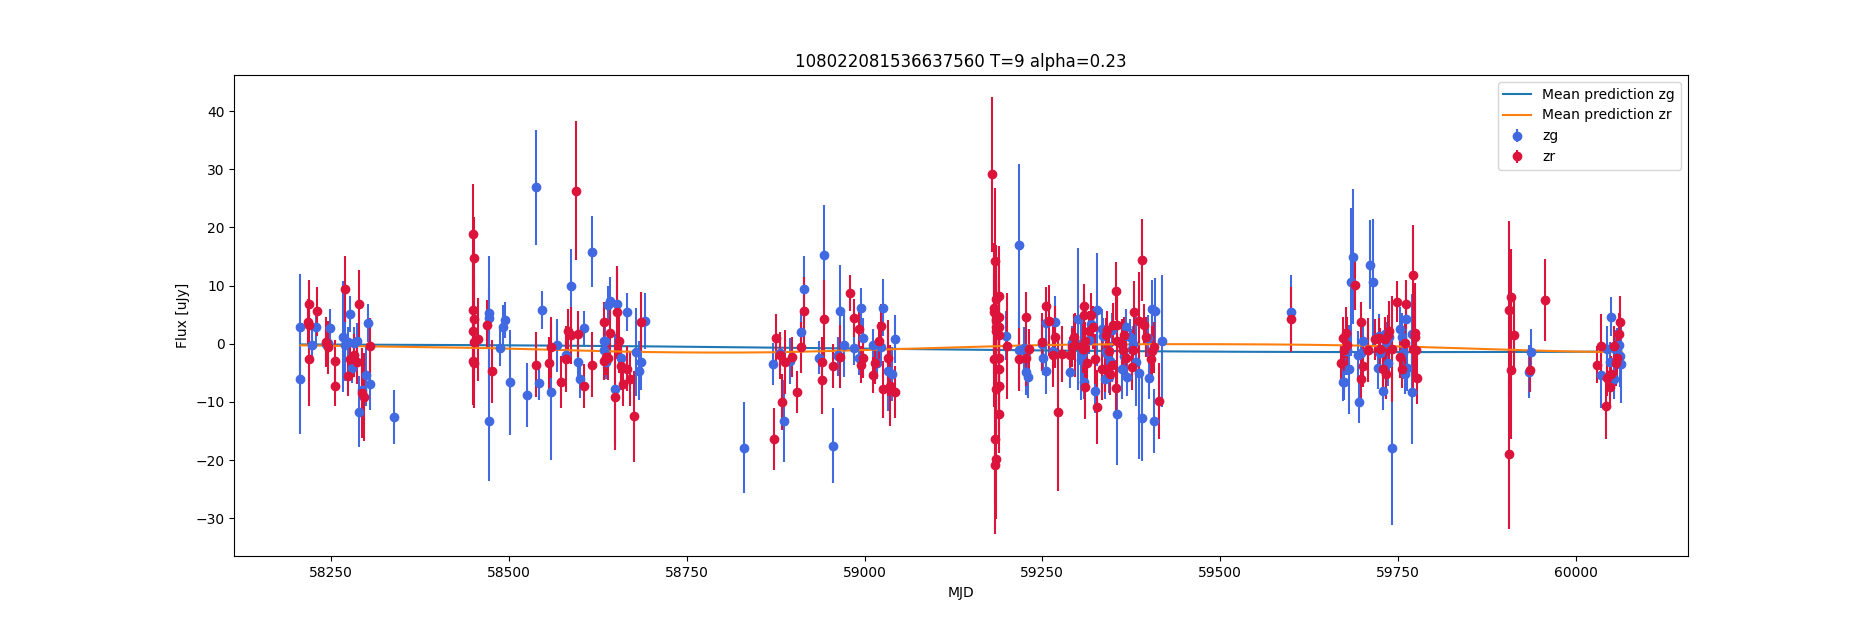 108022081536637560 T=9 alpha=0.23
Mean prediction zg
Mean prediction zr
zg
zr
Flux [uJy]
40
30
20
10
0
−10
−20
−30
58250 58500 58750 59000 59250 59500 59750 60000
MJD